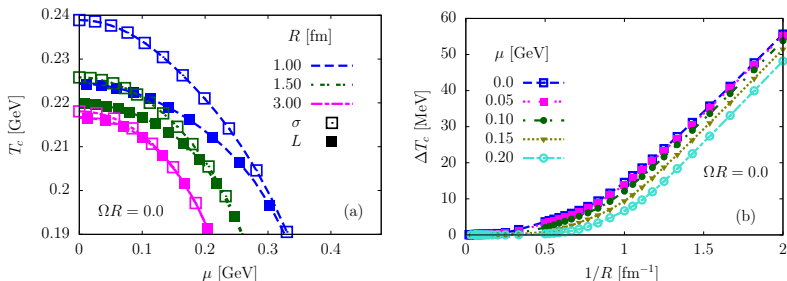 0.24
0.23
0.22
0.21
0.2
0.19
T_c [GeV]
R [fm]
1.00
1.50
3.00
σ
L
ΩR = 0.0
(a)
0 0.1 0.2 0.3 0.4
μ [GeV]
60
50
40
30
20
10
0
ΔT_c [MeV]
μ [GeV]
0.0
0.05
0.10
0.15
0.20
ΩR = 0.0
(b)
0 0.5 1 1.5 2
1/R [fm⁻¹]